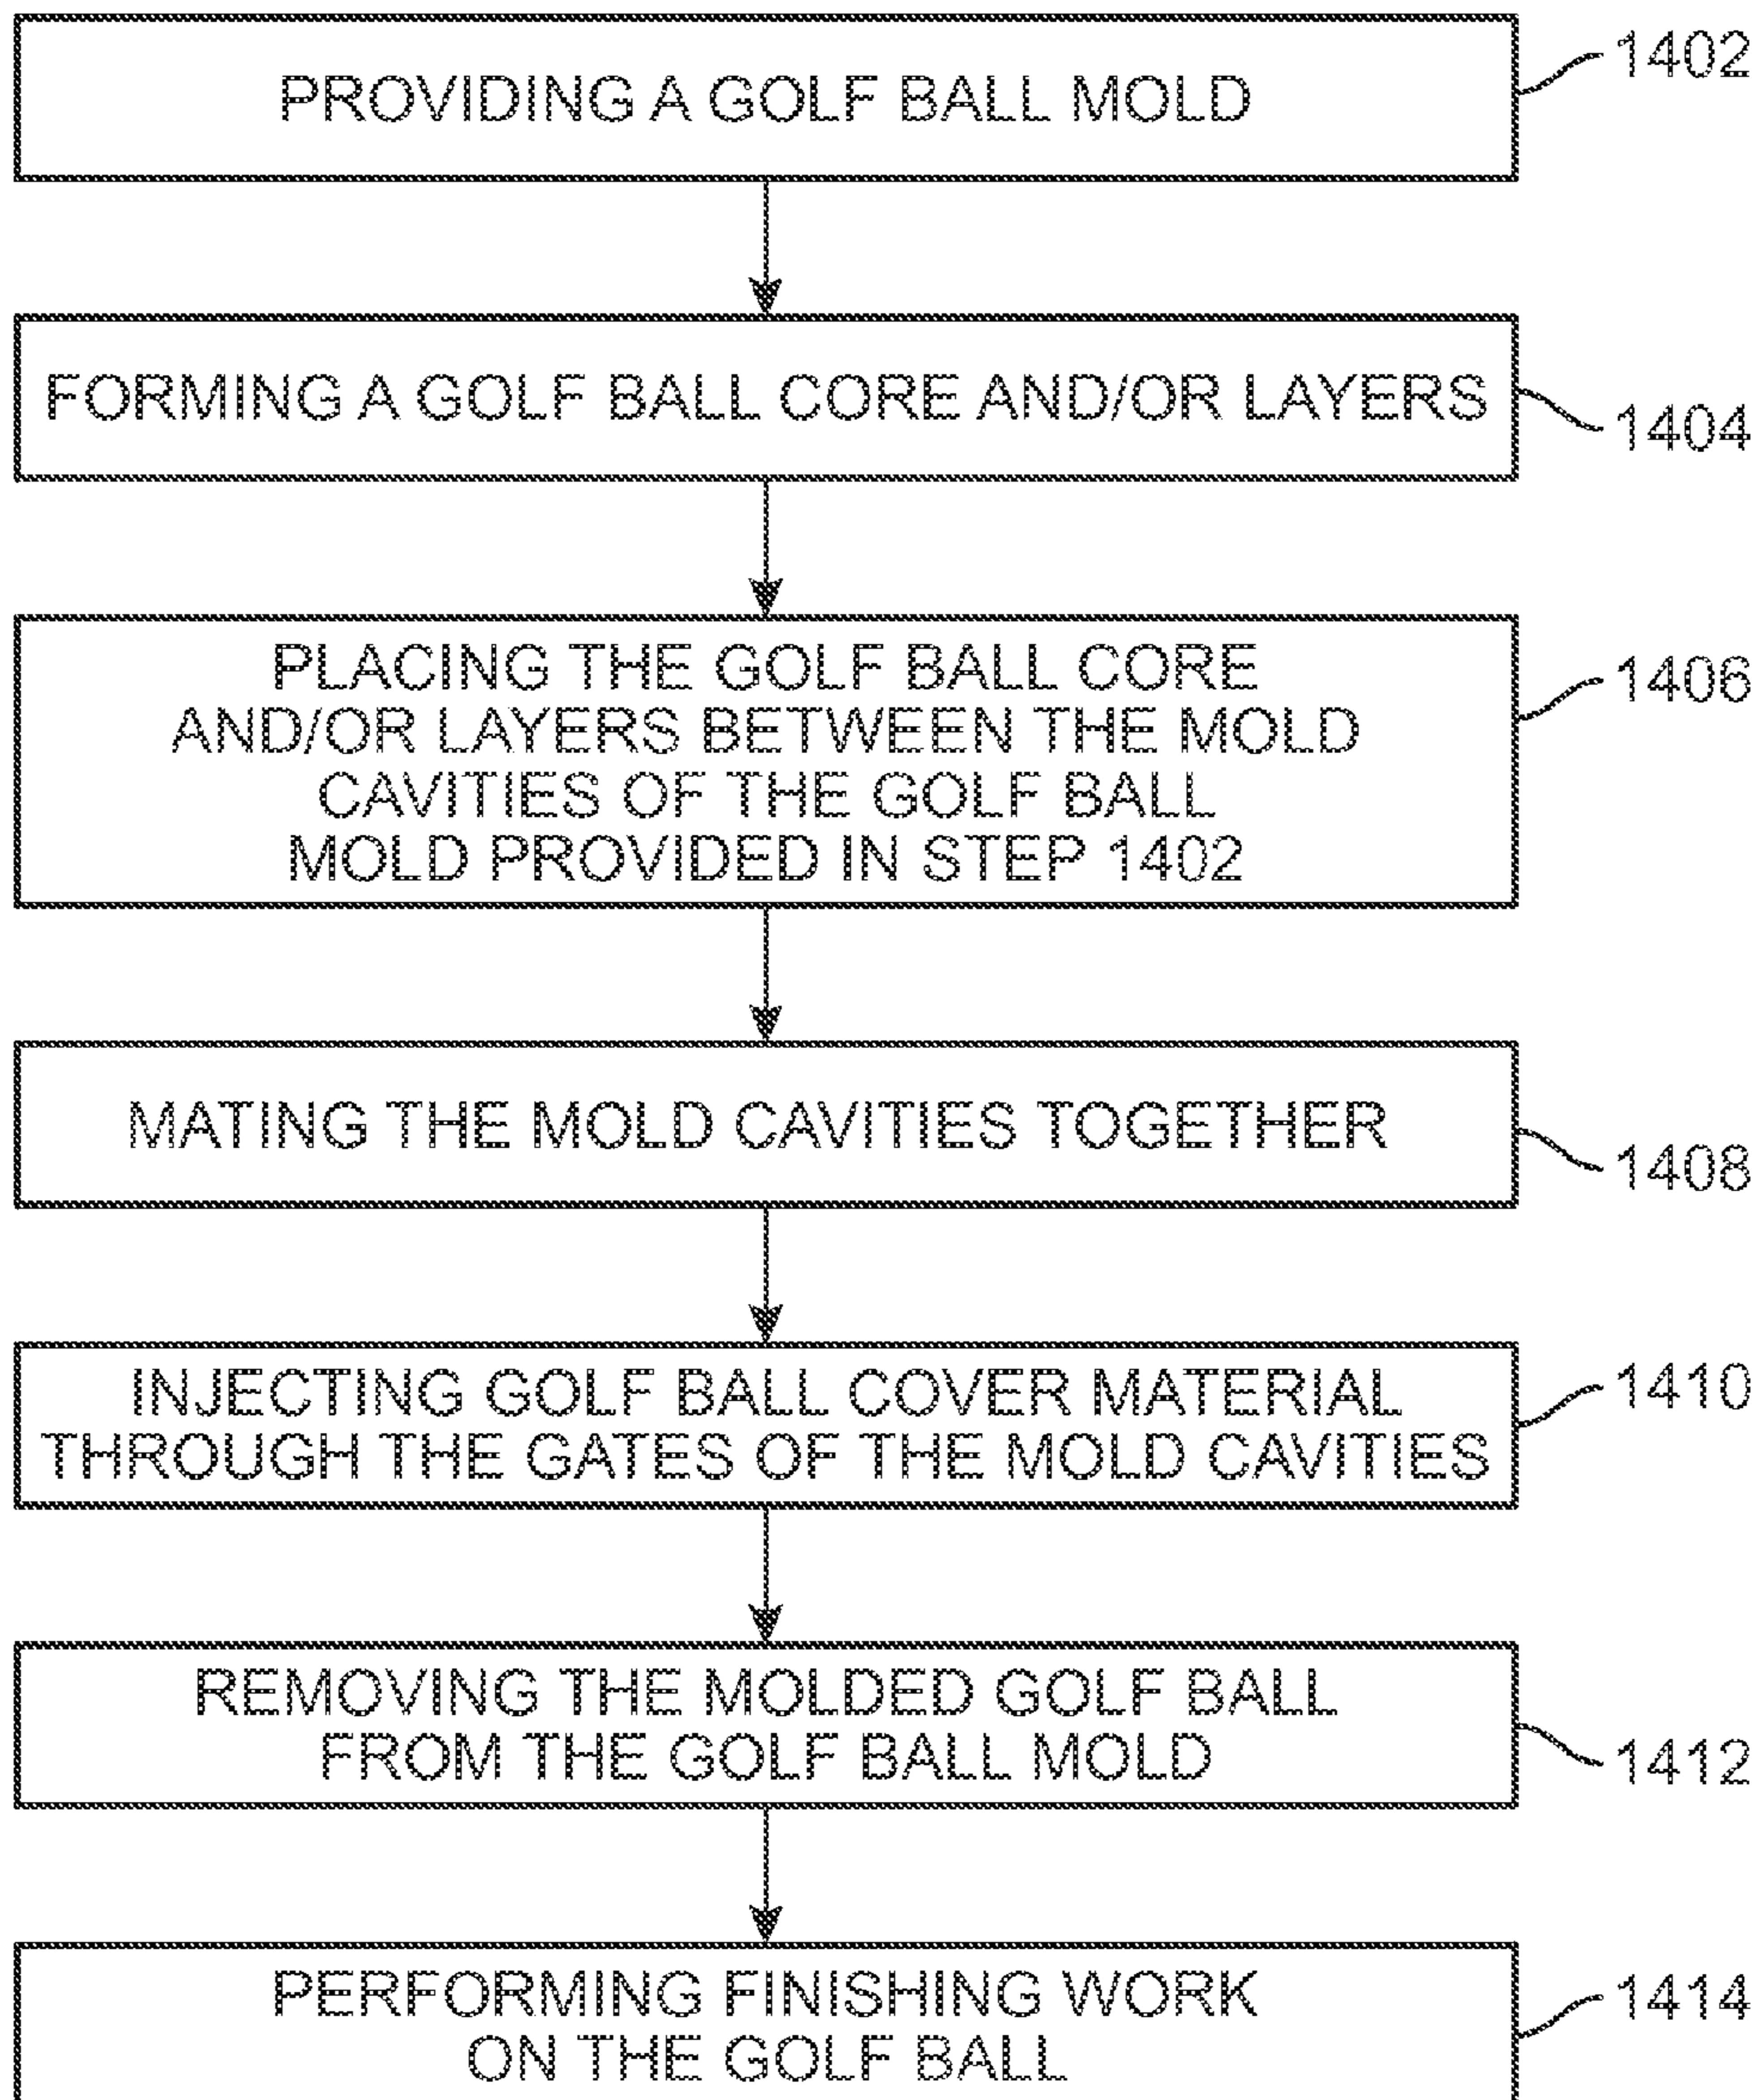 PROVIDING A GOLF BALL MOLD
1402
FORMING A GOLF BALL CORE AND/OR LAYERS
1404
PLACING THE GOLF BALL CORE
AND/OR LAYERS BETWEEN THE MOLD
CAVITIES OF THE GOLF BALL
MOLD PROVIDED IN STEP 1402
1406
MATING THE MOLD CAVITIES TOGETHER
1408
INJECTING GOLF BALL COVER MATERIAL
THROUGH THE GATES OF THE MOLD CAVITIES
1410
REMOVING THE MOLDED GOLF BALL
FROM THE GOLF BALL MOLD
1412
PERFORMING FINISHING WORK
ON THE GOLF BALL
1414